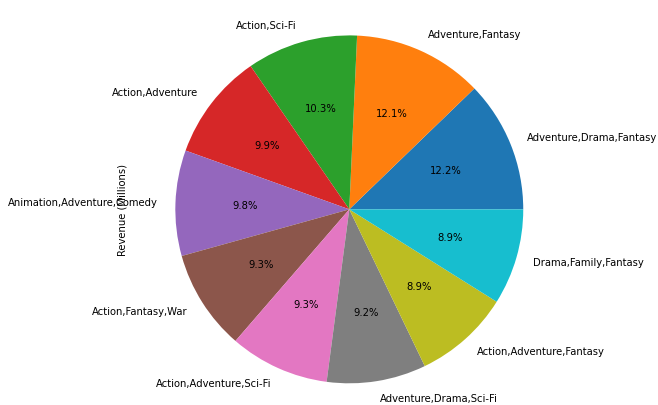 Action,Sci-Fi
Adventure,Fantasy
Action,Adventure
10.3%
12.1%
Adventure,Drama,Fantasy
9.9%
12.2%
Animation,Adventure,Comedy
9.8%
Revenue (Millions)
8.9%
9.3%
Drama,Family,Fantasy
8.9%
9.3%
Action,Fantasy,War
9.2%
Action,Adventure,Fantasy
Action,Adventure,Sci-Fi
Adventure,Drama,Sci-Fi